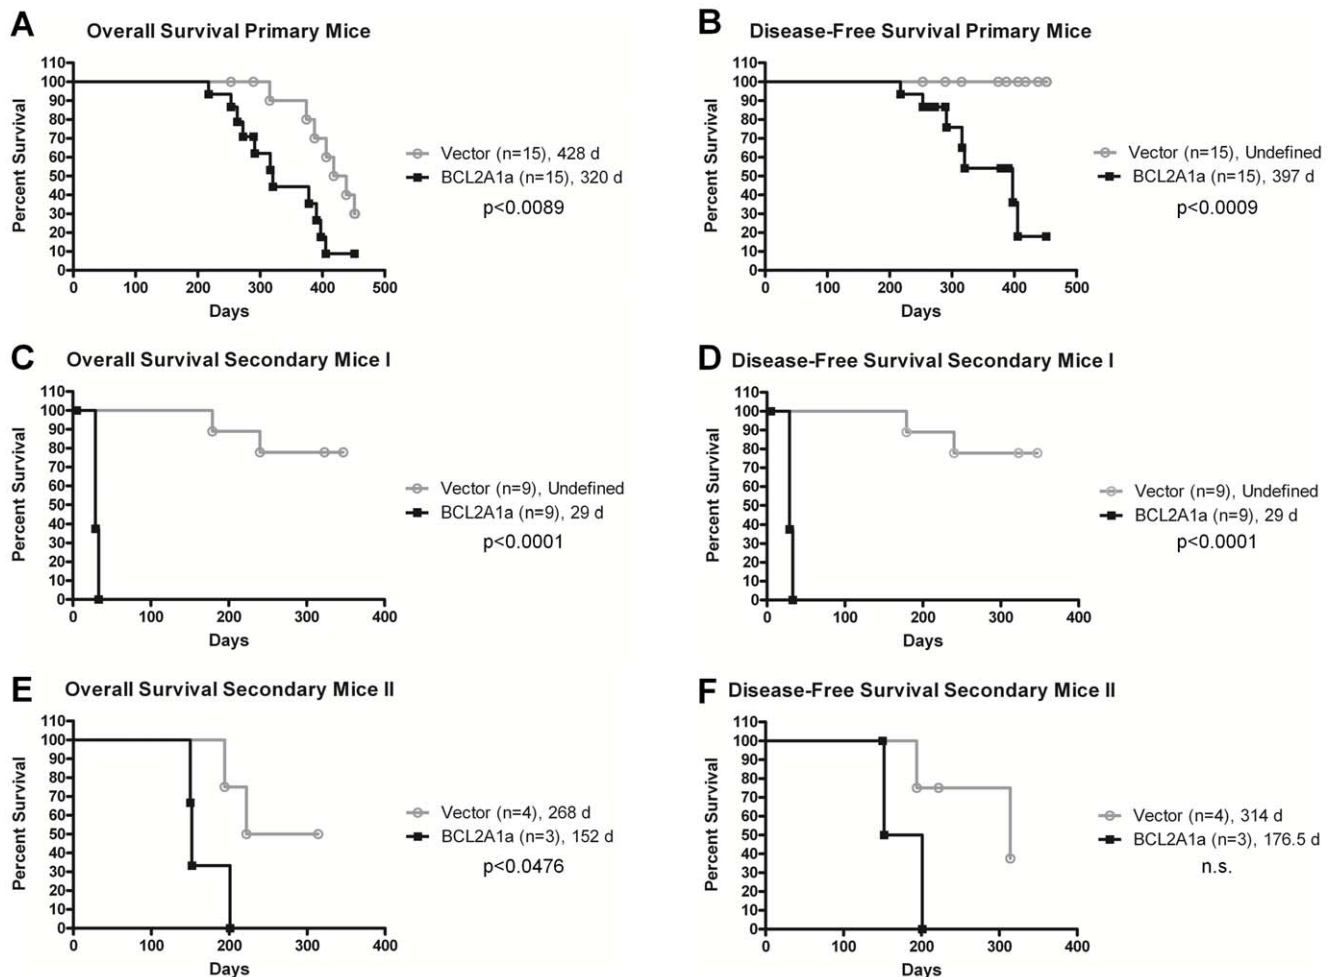 A Overall Survival Primary Mice
Percent Survival
110
100
90
80
70
60
50
40
30
20
10
0
0 100 200 300 400 500
Days
Vector (n=15), 428 d
BCL2A1a (n=15), 320 d
p<0.0089
B Disease-Free Survival Primary Mice
Percent Survival
110
100
90
80
70
60
50
40
30
20
10
0
0 100 200 300 400 500
Days
Vector (n=15), Undefined
BCL2A1a (n=15), 397 d
p<0.0009
C Overall Survival Secondary Mice I
Percent Survival
110
100
90
80
70
60
50
40
30
20
10
0
0 100 200 300 400
Days
Vector (n=9), Undefined
BCL2A1a (n=9), 29 d
p<0.0001
D Disease-Free Survival Secondary Mice I
Percent Survival
110
100
90
80
70
60
50
40
30
20
10
0
0 100 200 300 400
Days
Vector (n=9), Undefined
BCL2A1a (n=9), 29 d
p<0.0001
E Overall Survival Secondary Mice II
Percent Survival
110
100
90
80
70
60
50
40
30
20
10
0
0 100 200 300 400
Days
Vector (n=4), 268 d
BCL2A1a (n=3), 152 d
p<0.0476
F Disease-Free Survival Secondary Mice II
Percent Survival
110
100
90
80
70
60
50
40
30
20
10
0
0 100 200 300 400
Days
Vector (n=4), 314 d
BCL2A1a (n=3), 176.5 d
n.s.